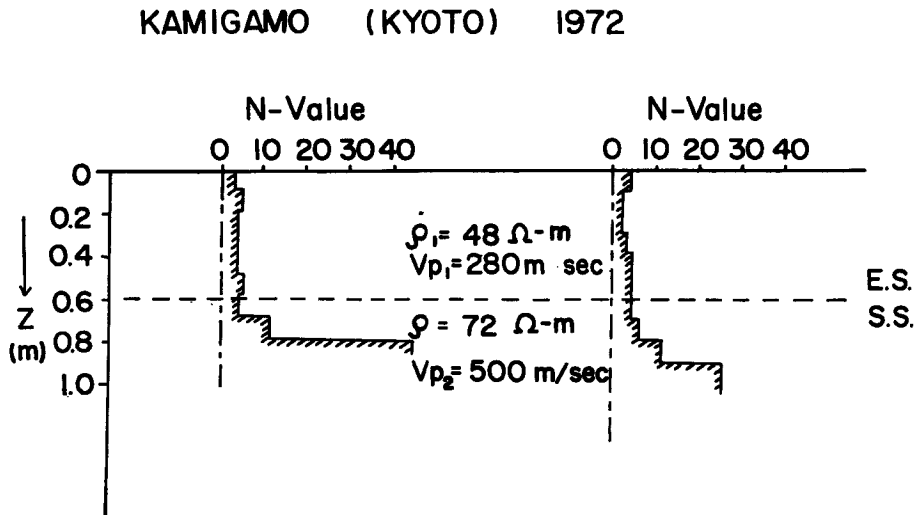 KAMIGAMO (KYOTO) 1972
N-Value N-Value
0 10 20 30 40 0 10 20 30 40
0
0.2
0.4
0.6
0.8
1.0
Z
(m)
ρ₁= 48 Ω-m
Vp₁=280m sec
E.S.
S.S.
ρ= 72 Ω-m
Vp₂=500 m/sec